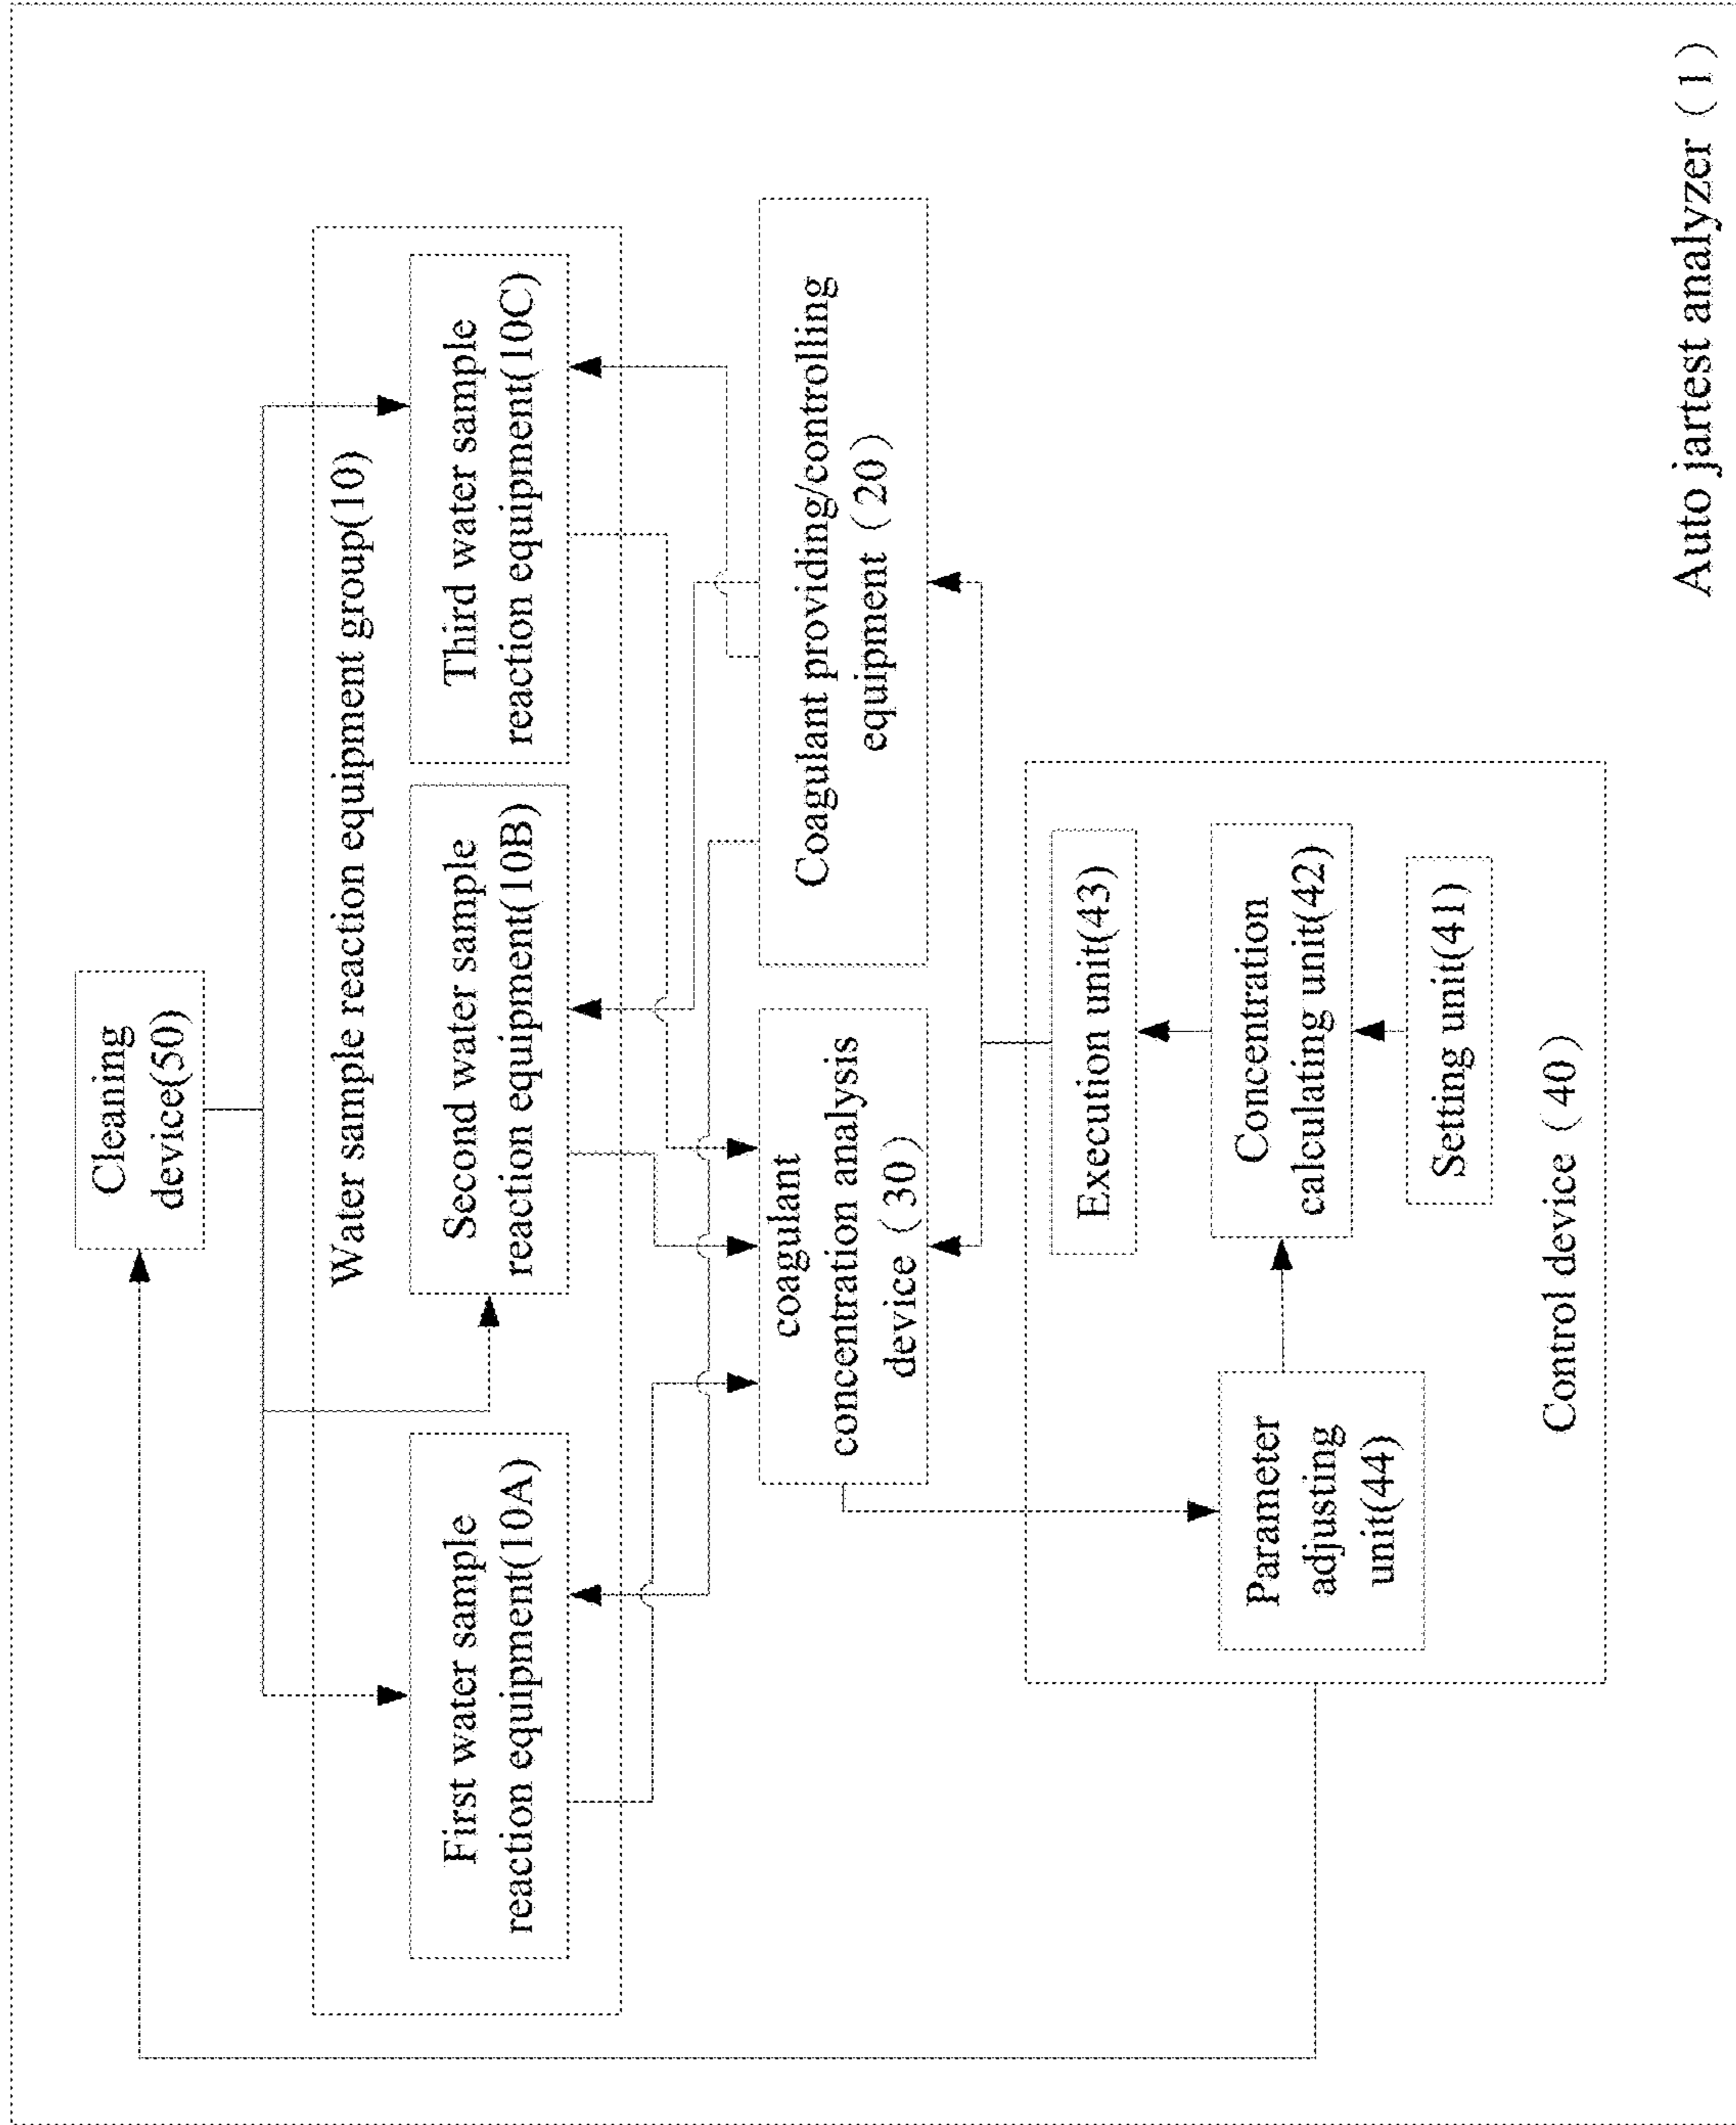 Cleaning
device(50)
Water sample reaction equipment group(10)
First water sample
reaction equipment(10A)
Second water sample
reaction equipment(10B)
Third water sample
reaction equipment(10C)
coagulant
concentration analysis
device（30）
Coagulant providing/controlling
equipment（20）
Execution unit(43)
Parameter
adjusting
unit(44)
Concentration
calculating unit(42)
Setting unit(41)
Control device（40）
Auto jartest analyzer（1）